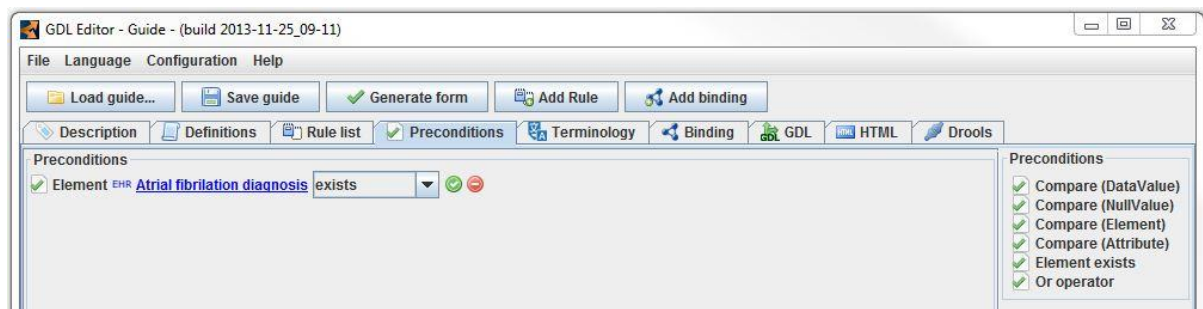 GDL Editor - Guide - (build 2013-11-25_09-11)
File Language Configuration Help
Load guide... Save guide Generate form Add Rule Add binding
Description Definitions Rule list Preconditions Terminology Binding GDL GDL HTML HTML Drools
Preconditions
Element EHR Atrial fibrilation diagnosis exists
Preconditions
Compare (DataValue)
Compare (NullValue)
Compare (Element)
Compare (Attribute)
Element exists
Or operator